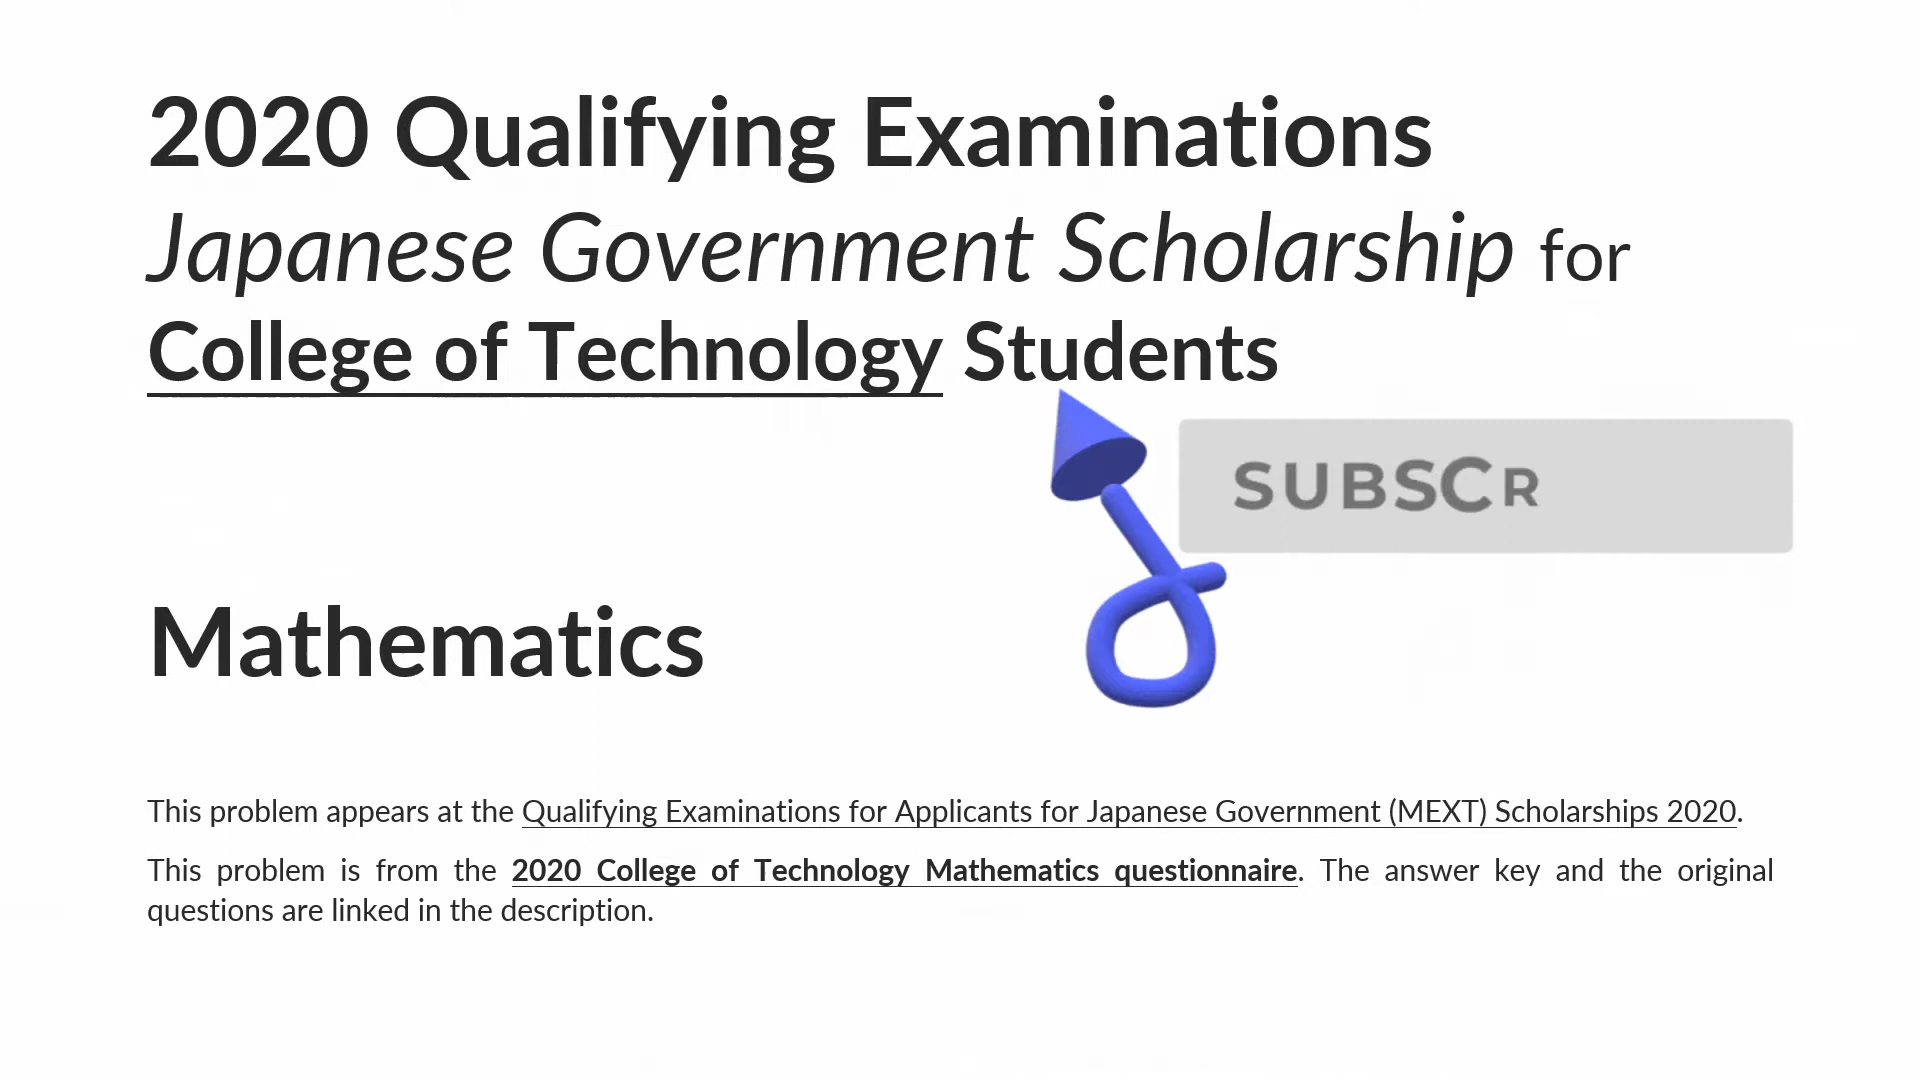 2020 Qualifying Examinations
Japanese Government Scholarship for
College of Technology Students
SUBSCR
Mathematics
This problem appears at the Qualifying Examinations for Applicants for Japanese Government (MEXT) Scholarships 2020.
This problem is from the 2020 College of Technology Mathematics questionnaire. The answer key and the original
questions are linked in the description.